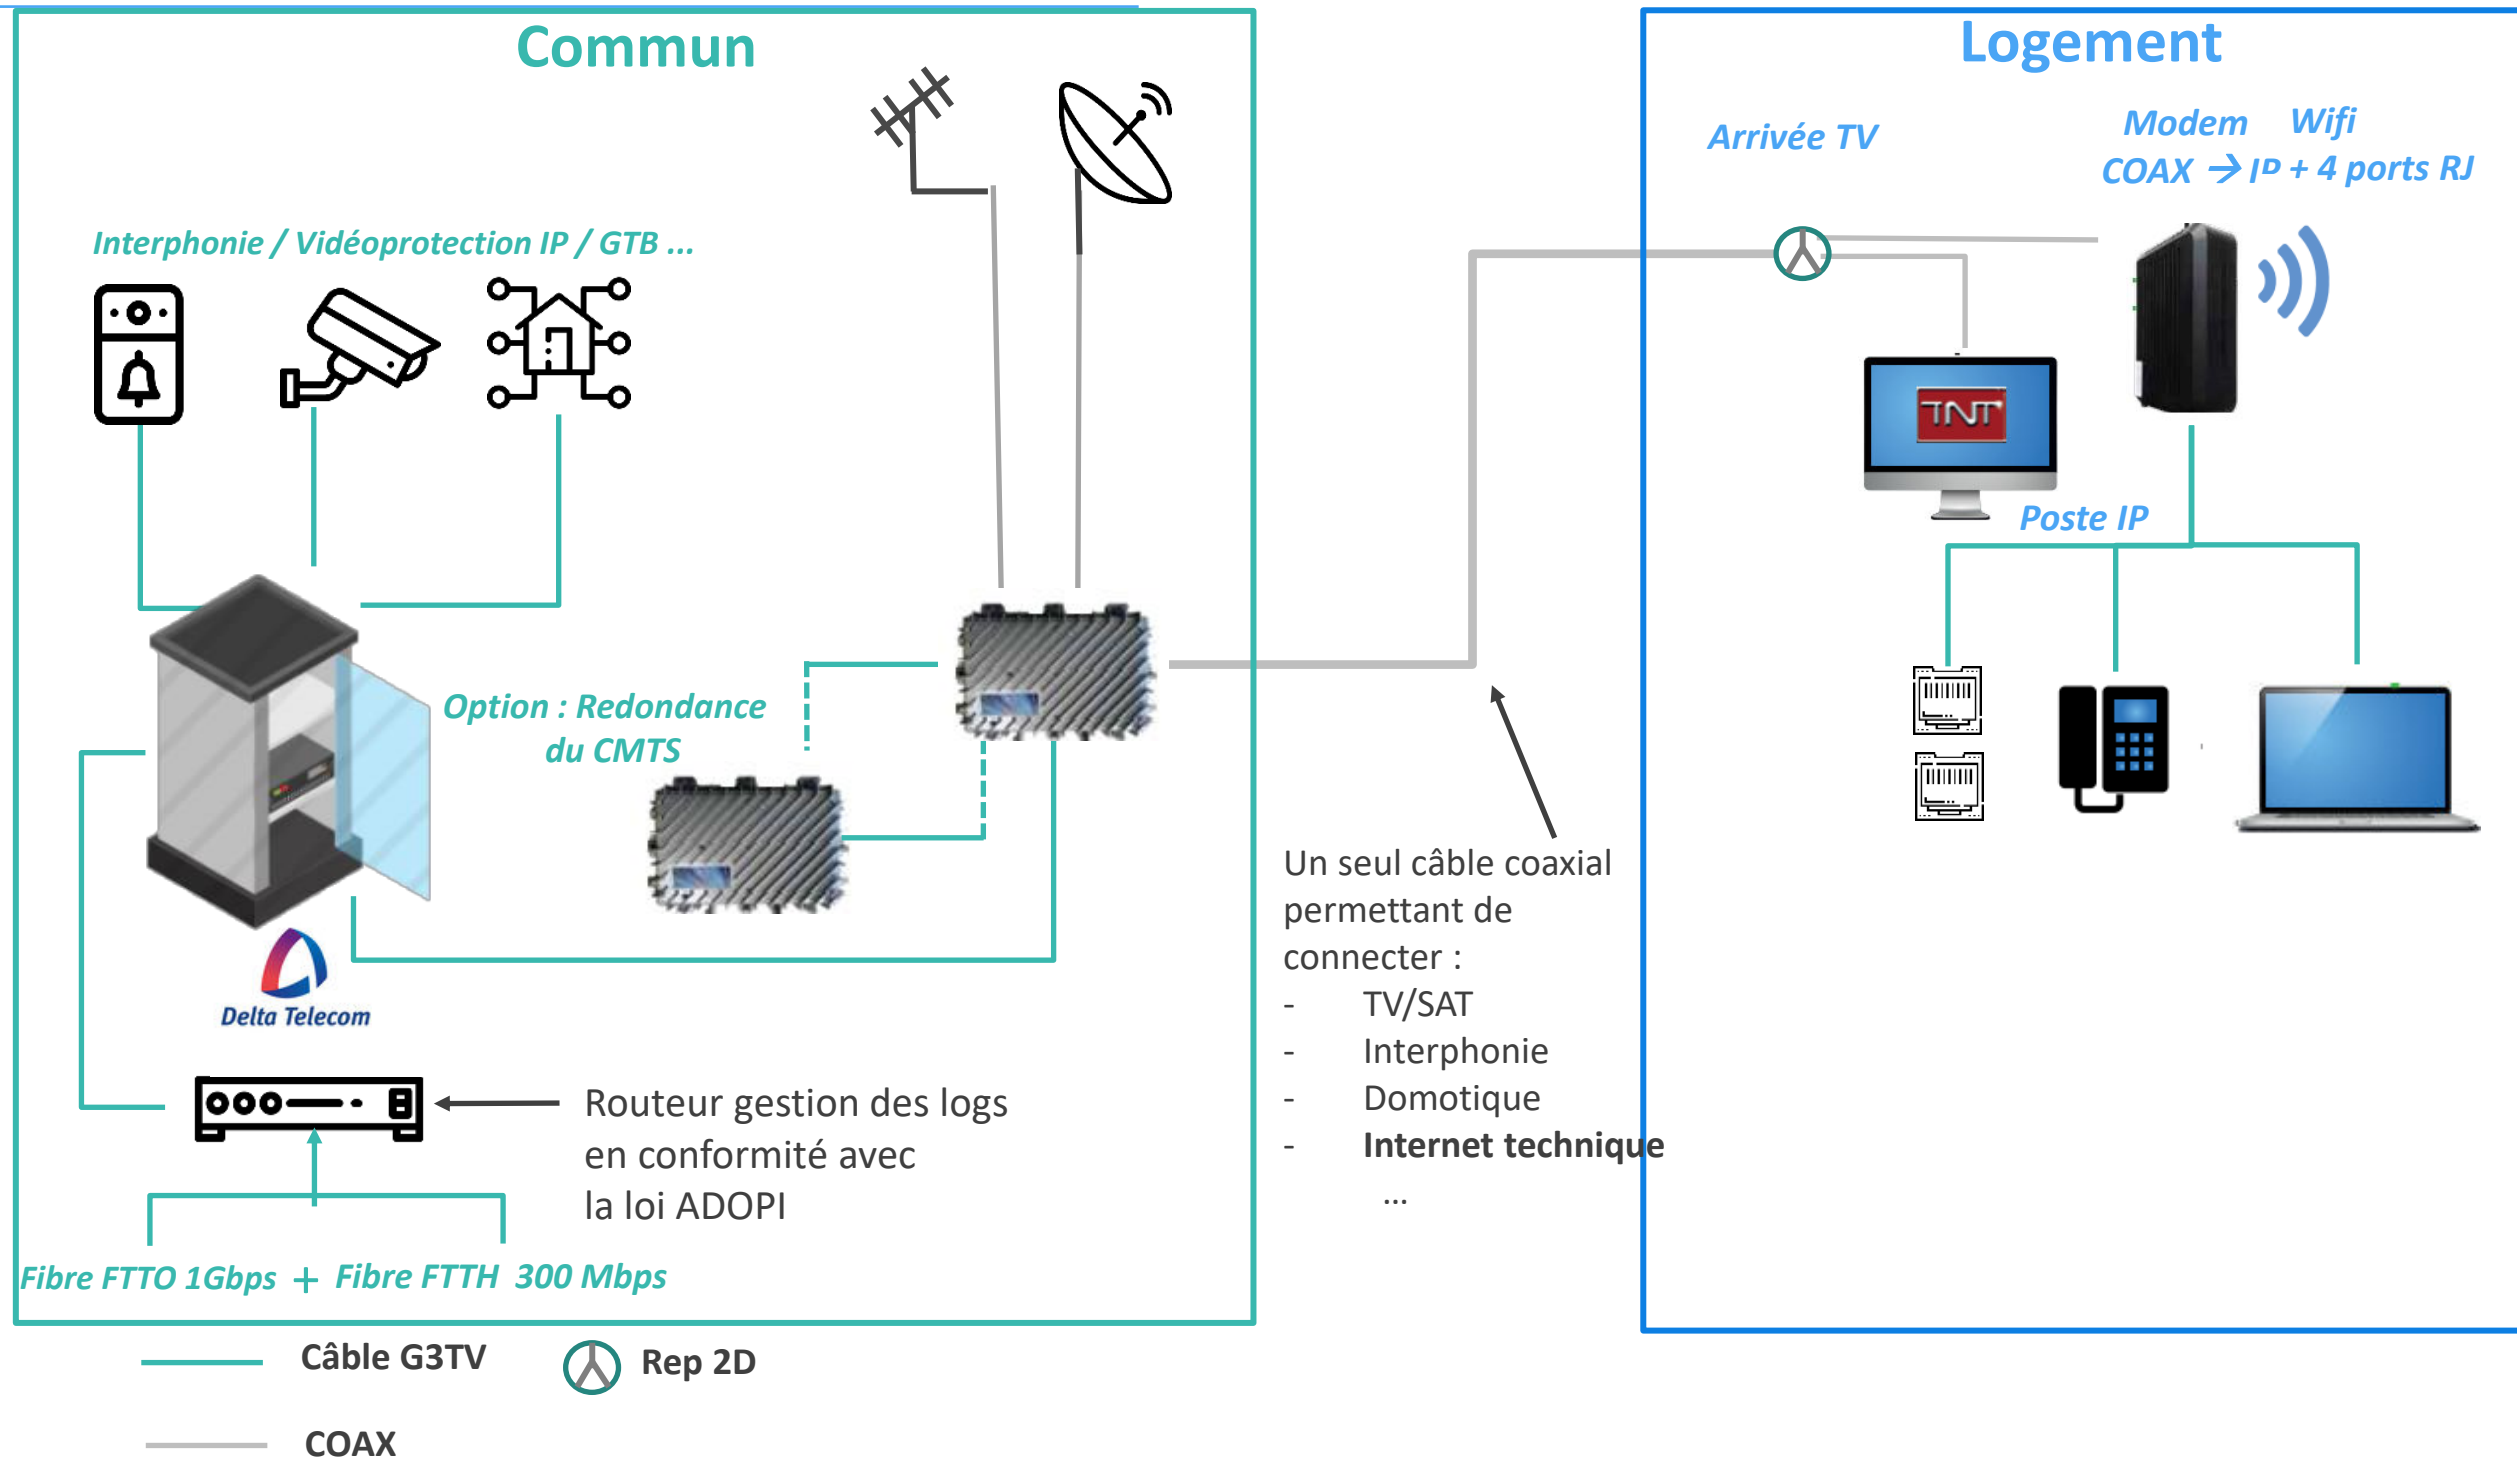 Commun
Interphonie / Vidéoprotection IP / GTB ...
Option : Redondance
du CMTS
Delta Telecom
Routeur gestion des logs
en conformité avec
la loi ADOPI
Fibre FTTO 1Gbps + Fibre FTTH 300 Mbps
Câble G3TV
Rep 2D
COAX
Un seul câble coaxial
permettant de
connecter :
- TV/SAT
- Interphonie
- Domotique
- Internet technique
...
Logement
Arrivée TV
Modem Wifi
COAX → IP + 4 ports RJ
TNT
Poste IP